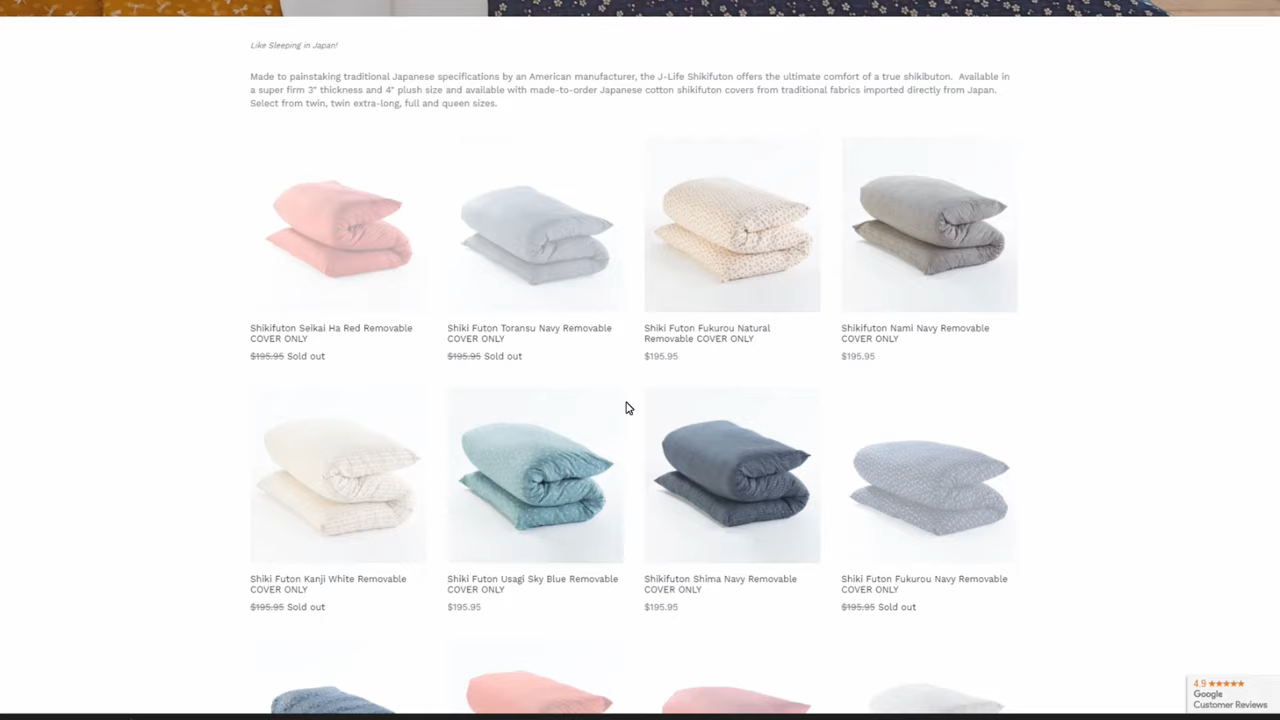 Like Sleeping in Japan!
Made to painstaking traditional Japanese specifications by an American manufacturer, the J-Life Shikifuton offers the ultimate comfort of a true shikibuton.  Available in
a super firm 3" thickness and 4" plush size and available with made-to-order Japanese cotton shikifuton covers from traditional fabrics imported directly from Japan.
Select from twin, twin extra-long, full and queen sizes.
Shikifuton Seikai Ha Red Removable
COVER ONLY
$195.95 Sold out
Shiki Futon Toransu Navy Removable
COVER ONLY
$195.95 Sold out
Shiki Futon Fukurou Natural
Removable COVER ONLY
$195.95
Shikifuton Nami Navy Removable
COVER ONLY
$195.95
Shiki Futon Kanji White Removable
COVER ONLY
$195.95 Sold out
Shiki Futon Usagi Sky Blue Removable
COVER ONLY
$195.95
Shikifuton Shima Navy Removable
COVER ONLY
$195.95
Shiki Futon Fukurou Navy Removable
COVER ONLY
$195.95 Sold out
4.9 ★★★★★
Google
Customer Reviews